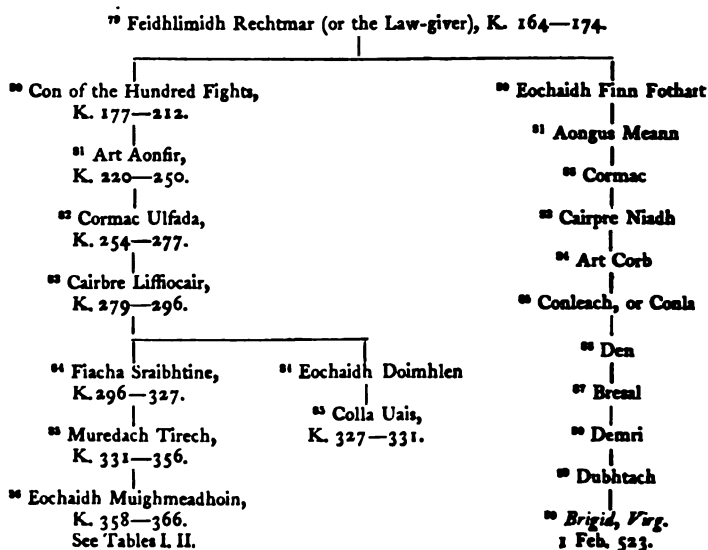 ⁷⁹ Feidhlimidh Rechtmar (or the Law-giver), K. 164—174.
⁸⁰ Con of the Hundred Fights,
K. 177—212.
⁸¹ Art Aonfir,
K. 220—250.
⁸² Cormac Ulfada,
K. 254—277.
⁸³ Cairbre Liffiocair,
K. 279—296.
⁸⁴ Fiacha Sraibhtine,
K. 296—327.
⁸⁵ Muredach Tirech,
K. 331—356.
⁸⁶ Eochaidh Muighmeadhoin,
K. 358—366.
See Tables I. II.
⁸⁴ Eochaidh Doimhlen
⁸⁵ Colla Uais,
K. 327—331.
⁸⁰ Eochaidh Finn Fothart
⁸¹ Aongus Meann
⁸² Cormac
⁸³ Cairpre Niadh
⁸⁴ Art Corb
⁸⁵ Conleach, or Conla
⁸⁶ Den
⁸⁷ Bresal
⁸⁸ Demri
⁸⁹ Dubhtach
⁹⁰ Brigid, Virg.
1 Feb. 523.